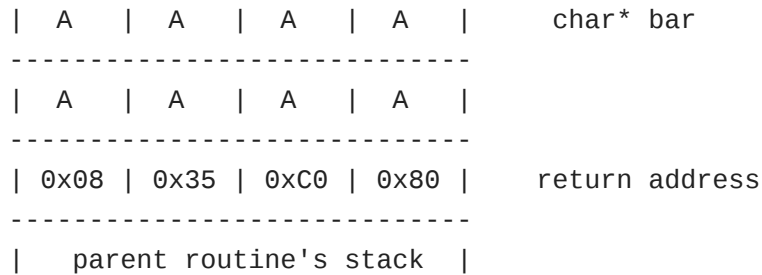 |  A  |  A  |  A  |  A  |    char* bar
-----------------------------
|  A  |  A  |  A  |  A  |
-----------------------------
| 0x08 | 0x35 | 0xC0 | 0x80 |    return address
-----------------------------
|   parent routine's stack  |